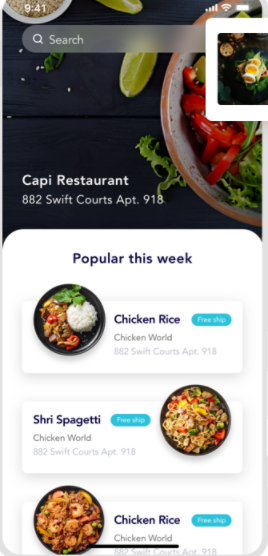 9:41
Search
Capi Restaurant
882 Swift Courts Apt. 918
Popular this week
Chicken Rice Free ship
Chicken World
882 Swift Courts Apt. 918
Shri Spagetti Free ship
Chicken World
882 Swift Courts Apt. 918
Chicken Rice Free ship
Chicken World
882 Swift Courts Apt. 918